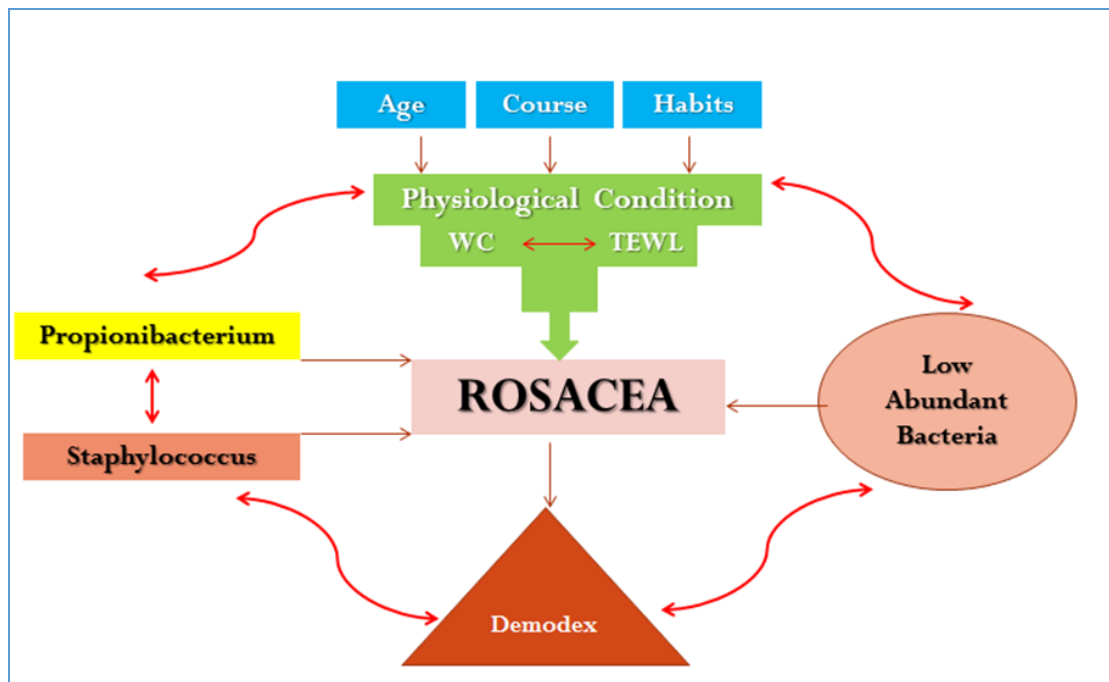 Age Course Habits
Physiological Condition
WC TEWL
Propionibacterium
ROSACEA
Staphylococcus
Low
Abundant
Bacteria
Demodex